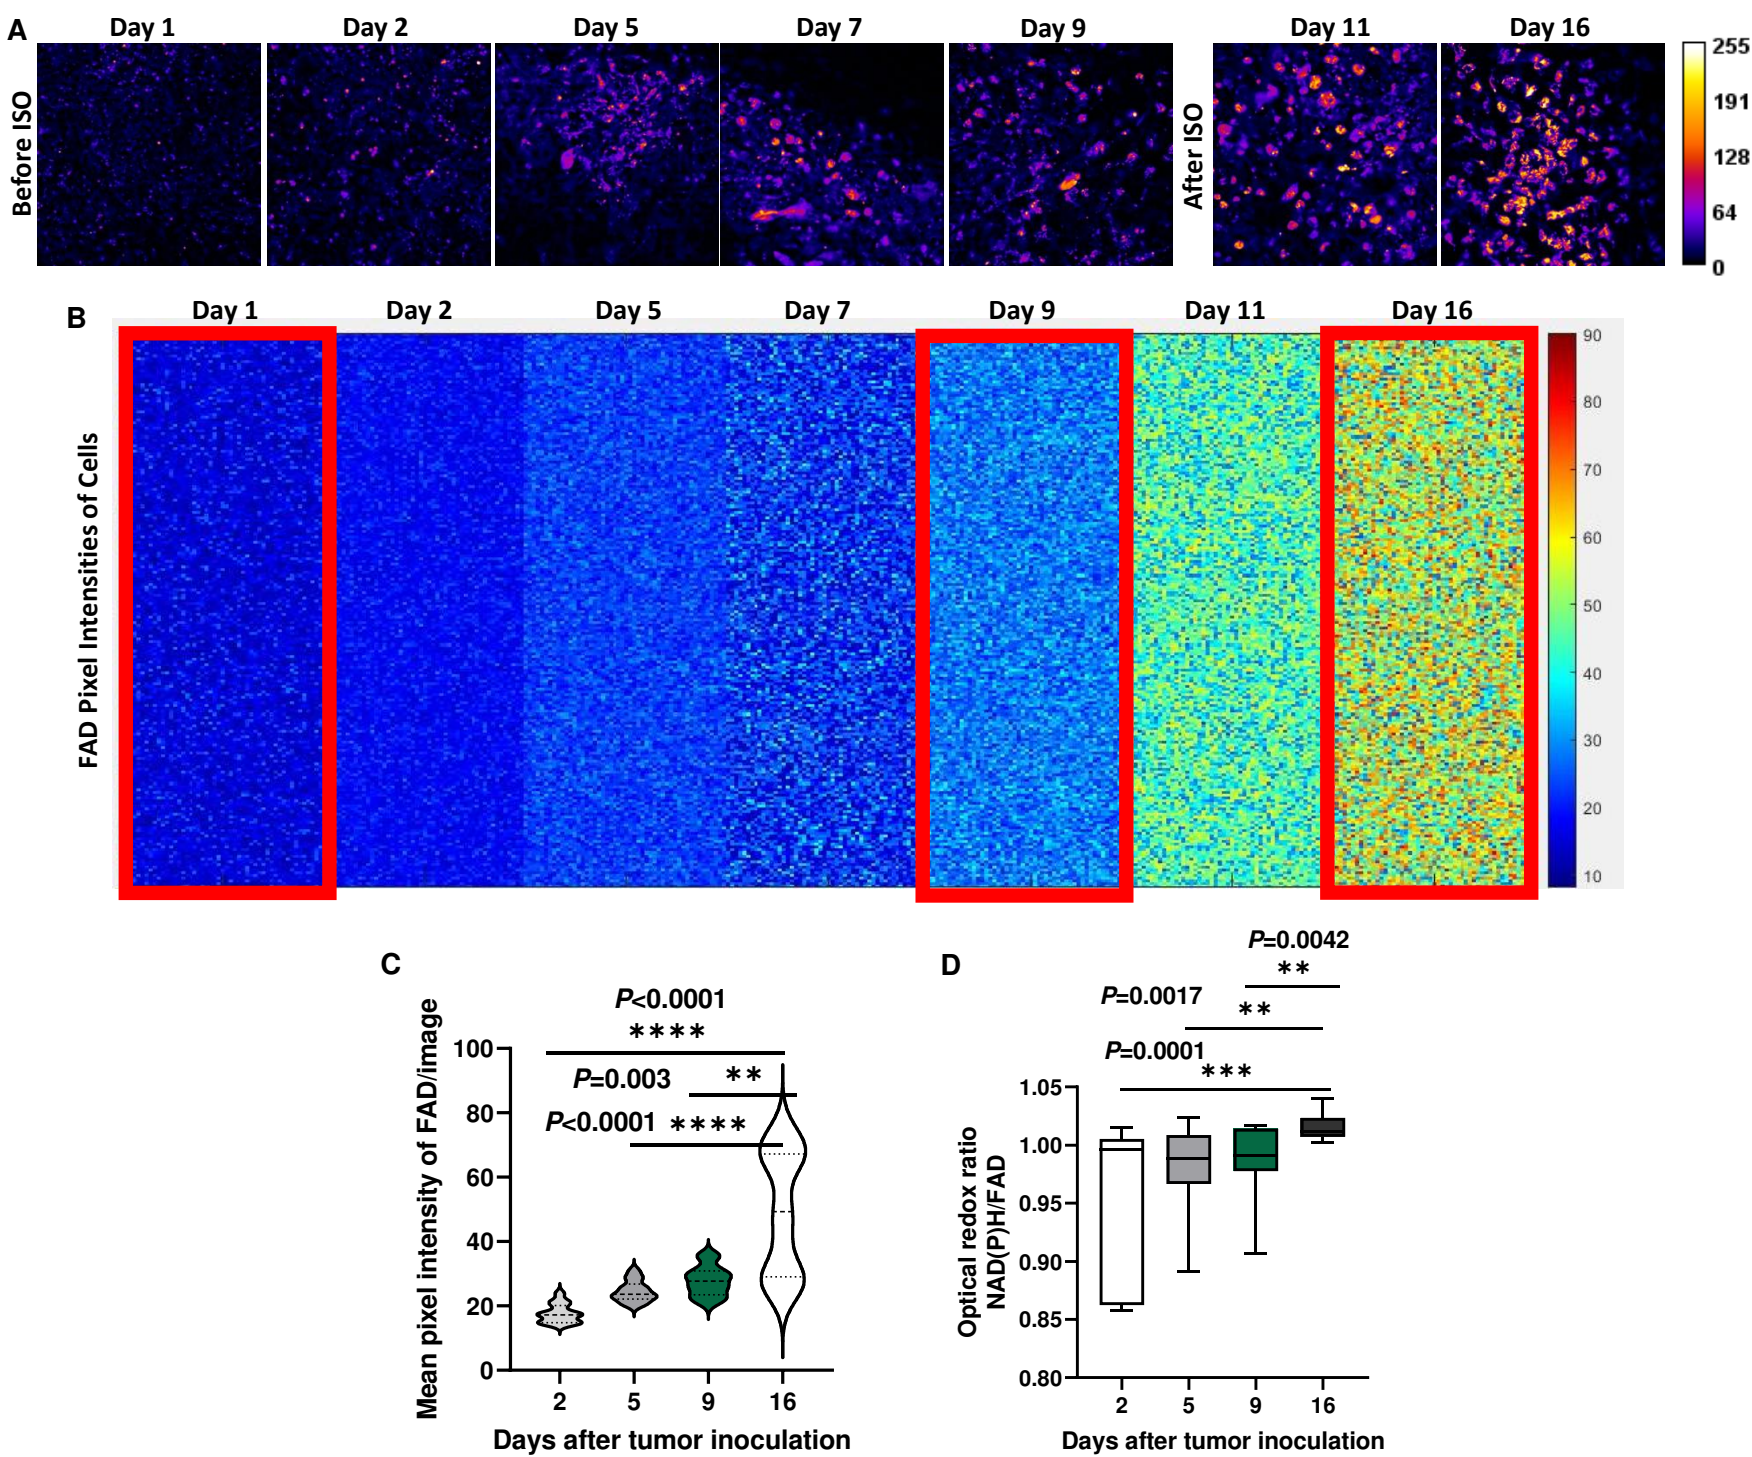 A
Day 1
Day 2
Day 5
Day 7
Day 9
Day 11
Day 16
Before ISO
After ISO
255
191
128
64
0
B
Day 1
Day 2
Day 5
Day 7
Day 9
Day 11
Day 16
FAD Pixel Intensities of Cells
90
80
70
60
50
40
30
20
10
C
P<0.0001
****
P=0.003
**
P<0.0001
****
Mean pixel intensity of FAD/image
100
80
60
40
20
0
2
5
9
16
Days after tumor inoculation
D
P=0.0042
**
P=0.0017
**
P=0.0001
***
Optical redox ratio
NAD(P)H/FAD
1.05
1.00
0.95
0.90
0.85
0.80
2
5
9
16
Days after tumor inoculation